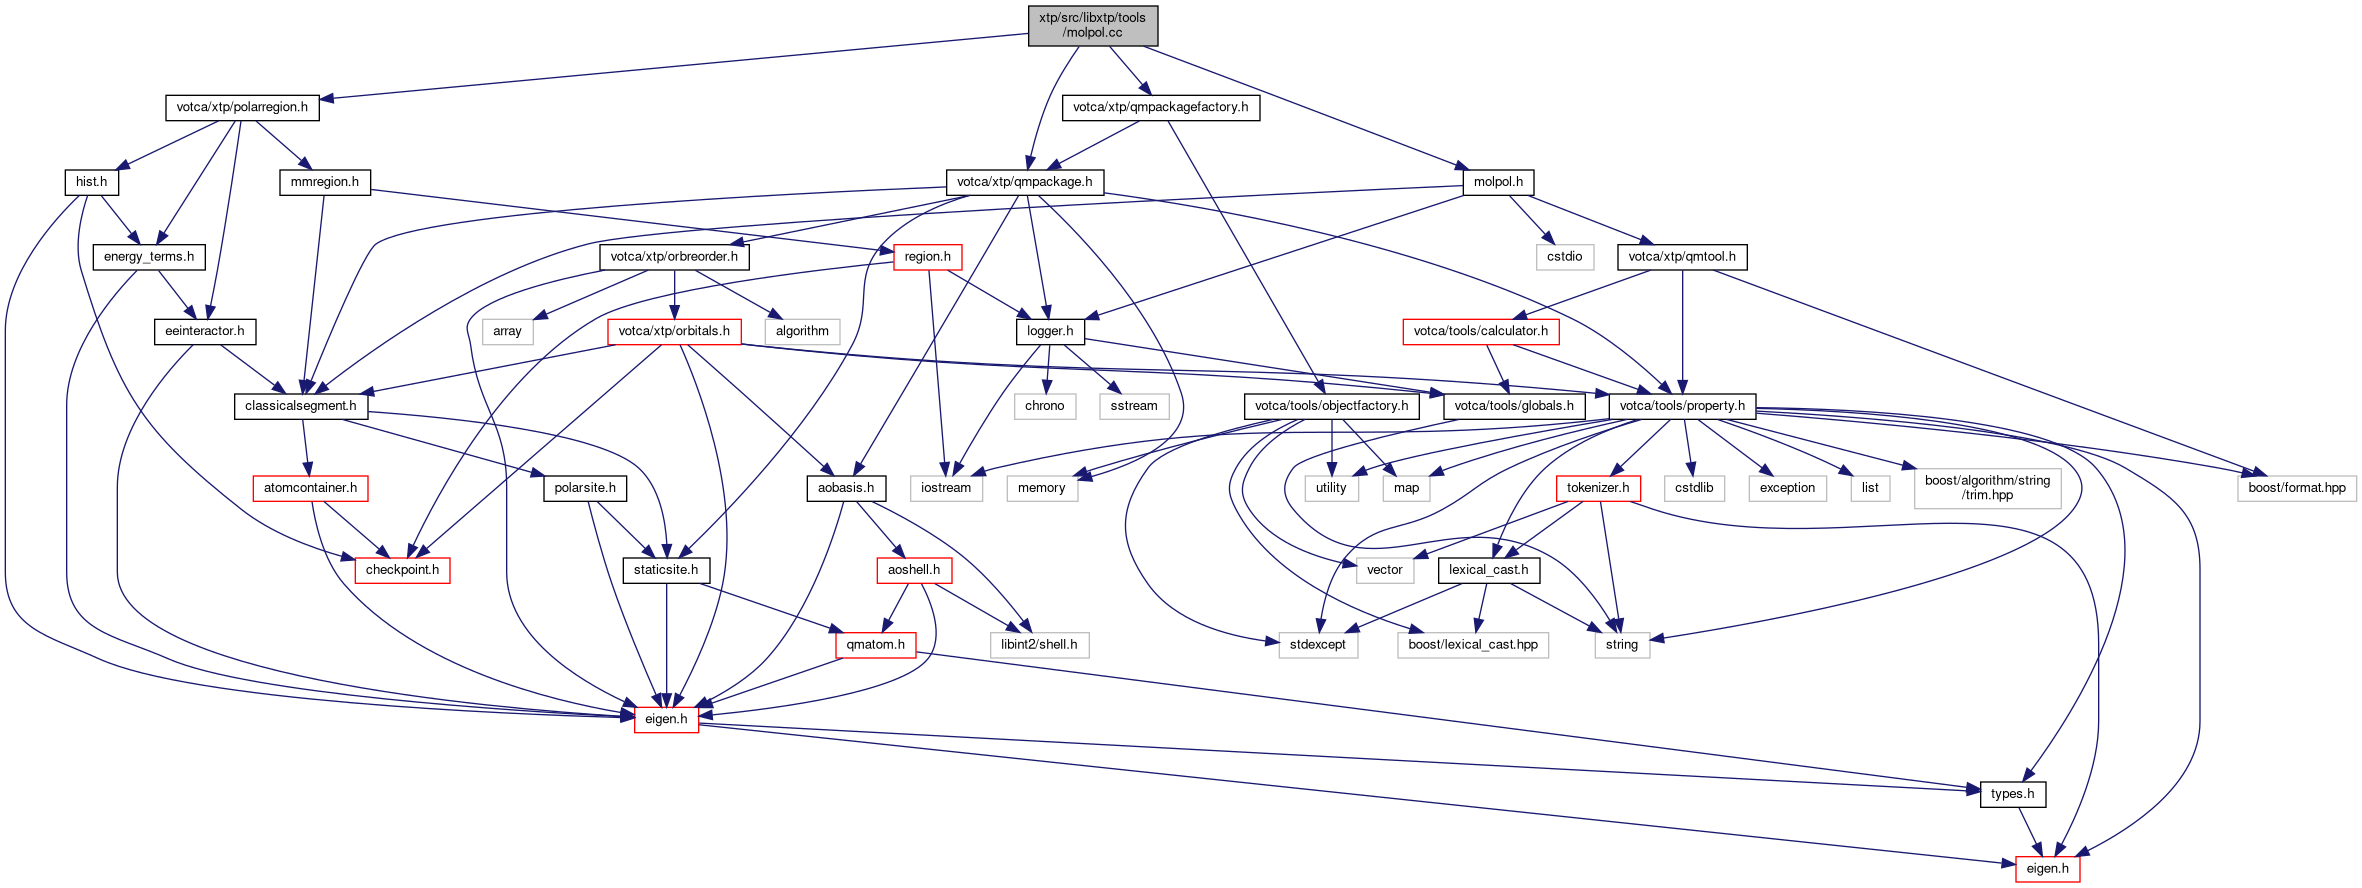 xtp/src/libxtp/tools
/molpol.cc
votca/xtp/polarregion.h
votca/xtp/qmpackagefactory.h
hist.h
mmregion.h
votca/xtp/qmpackage.h
molpol.h
energy_terms.h
votca/xtp/orbreorder.h
region.h
cstdio
votca/xtp/qmtool.h
eeinteractor.h
array
votca/xtp/orbitals.h
algorithm
logger.h
votca/tools/calculator.h
classicalsegment.h
chrono
sstream
votca/tools/objectfactory.h
votca/tools/globals.h
votca/tools/property.h
atomcontainer.h
polarsite.h
aobasis.h
iostream
memory
utility
map
tokenizer.h
cstdlib
exception
list
boost/algorithm/string
/trim.hpp
boost/format.hpp
checkpoint.h
staticsite.h
aoshell.h
vector
lexical_cast.h
qmatom.h
libint2/shell.h
stdexcept
boost/lexical_cast.hpp
string
eigen.h
types.h
eigen.h